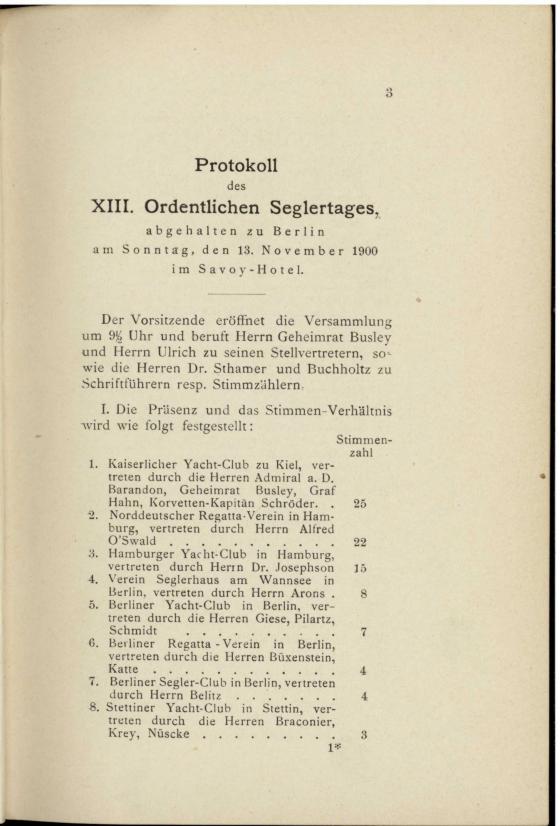 3
Protokoll
des
XIII. Ordentlichen Seglertages,
abgehalten zu Berlin
am Sonntag, den 13. November 1900
im Savoy-Hotel.
Der Vorsitzende eröffnet die Versammlung
um 9½ Uhr und beruft Herrn Geheimrat Busley
und Herrn Ulrich zu seinen Stellvertretern, so-
wie die Herren Dr. Sthamer und Buchholtz zu
Schriftführern resp. Stimmzählern.
I. Die Präsenz und das Stimmen-Verhältnis
wird wie folgt festgestellt:
Stimmen-
zahl
1. Kaiserlicher Yacht-Club zu Kiel, ver-
treten durch die Herren Admiral a. D.
Barandon, Geheimrat Busley, Graf
Hahn, Korvetten-Kapitän Schröder. . 25
2. Norddeutscher Regatta-Verein in Ham-
burg, vertreten durch Herrn Alfred
O'Swald . . . . . . . . . . . 22
3. Hamburger Yacht-Club in Hamburg,
vertreten durch Herrn Dr. Josephson 15
4. Verein Seglerhaus am Wannsee in
Berlin, vertreten durch Herrn Arons . 8
5. Berliner Yacht-Club in Berlin, ver-
treten durch die Herren Giese, Pilartz,
Schmidt . . . . . . . . . . 7
6. Berliner Regatta-Verein in Berlin,
vertreten durch die Herren Büxenstein,
Katte . . . . . . . . . . . . 4
7. Berliner Segler-Club in Berlin, vertreten
durch Herrn Belitz . . . . . . . 4
8. Stettiner Yacht-Club in Stettin, ver-
treten durch die Herren Braconier,
Krey, Nüscke . . . . . . . . . 3
1*